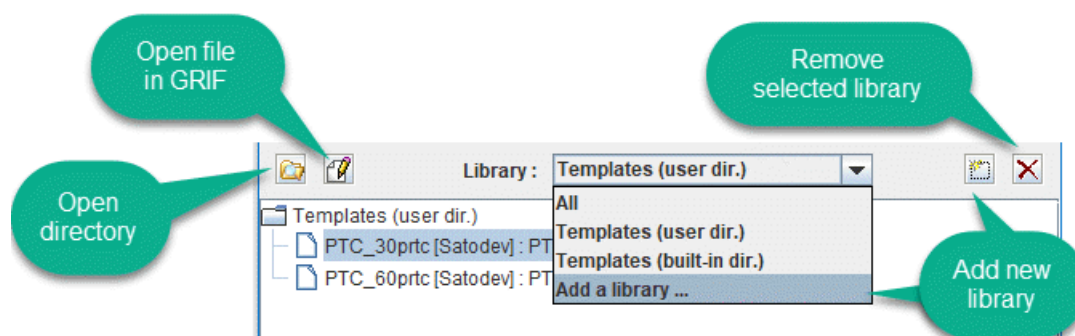 Open file
in GRIF
Remove
selected library
Library : Templates (user dir.)
Open
directory
Templates (user dir.)
PTC_30prtc [Satodev] : PT
PTC_60prtc [Satodev] : PT
All
Templates (user dir.)
Templates (built-in dir.)
Add a library ...
Add new
library